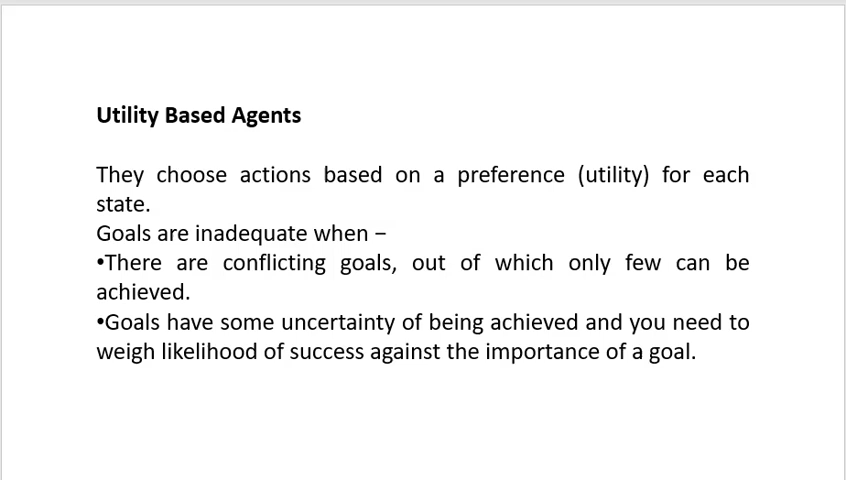 Utility Based Agents
They choose actions based on a preference (utility) for each
state.
Goals are inadequate when −
•There are conflicting goals, out of which only few can be
achieved.
•Goals have some uncertainty of being achieved and you need to
weigh likelihood of success against the importance of a goal.